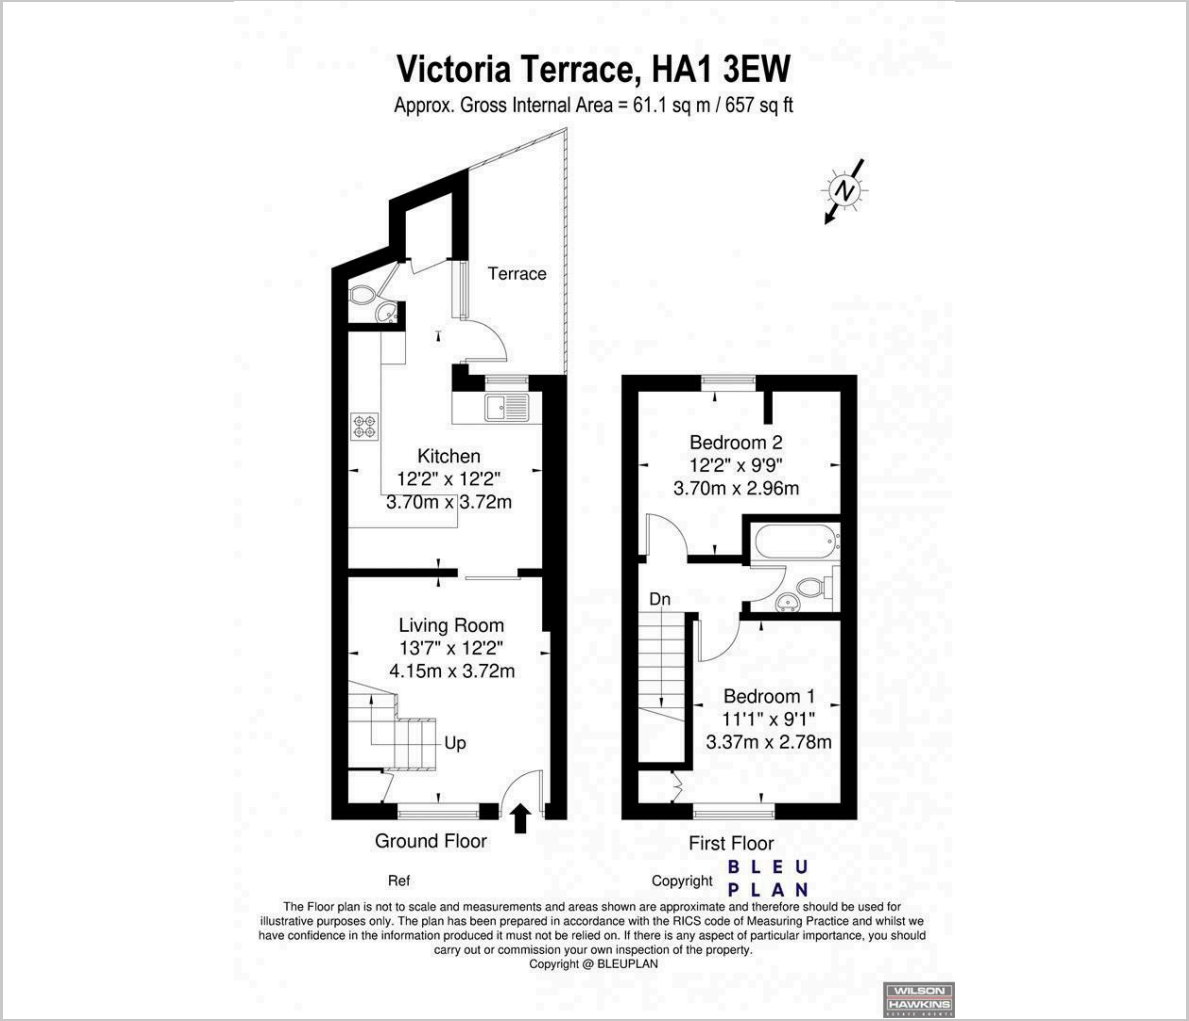 Victoria Terrace, HA1 3EW
Approx. Gross Internal Area = 61.1 sq m / 657 sq ft
N
Terrace
Kitchen
12'2" x 12'2"
3.70m x 3.72m
Living Room
13'7" x 12'2"
4.15m x 3.72m
Up
Ground Floor
Bedroom 2
12'2" x 9'9"
3.70m x 2.96m
Dn
Bedroom 1
11'1" x 9'1"
3.37m x 2.78m
First Floor
Ref
Copyright
BLEU
PLAN
The Floor plan is not to scale and measurements and areas shown are approximate and therefore should be used for
illustrative purposes only. The plan has been prepared in accordance with the RICS code of Measuring Practice and whilst we
have confidence in the information produced it must not be relied on. If there is any aspect of particular importance, you should
carry out or commission your own inspection of the property.
Copyright @ BLEUPLAN
WILSON
HAWKINS
ESTATE AGENTS